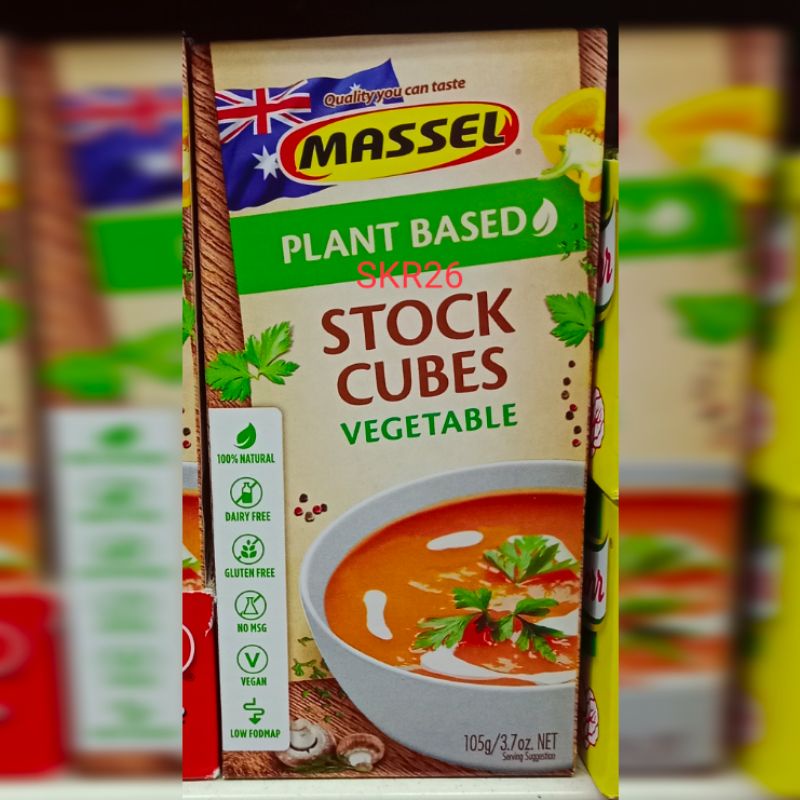 Quality you can taste
MASSEL
PLANT BASED
SKR26
STOCK
CUBES
VEGETABLE
100% NATURAL
DAIRY FREE
GLUTEN FREE
NO MSG
V
VEGAN
LOW FODMAP
105g/3.7oz. NET
Serving Suggestion